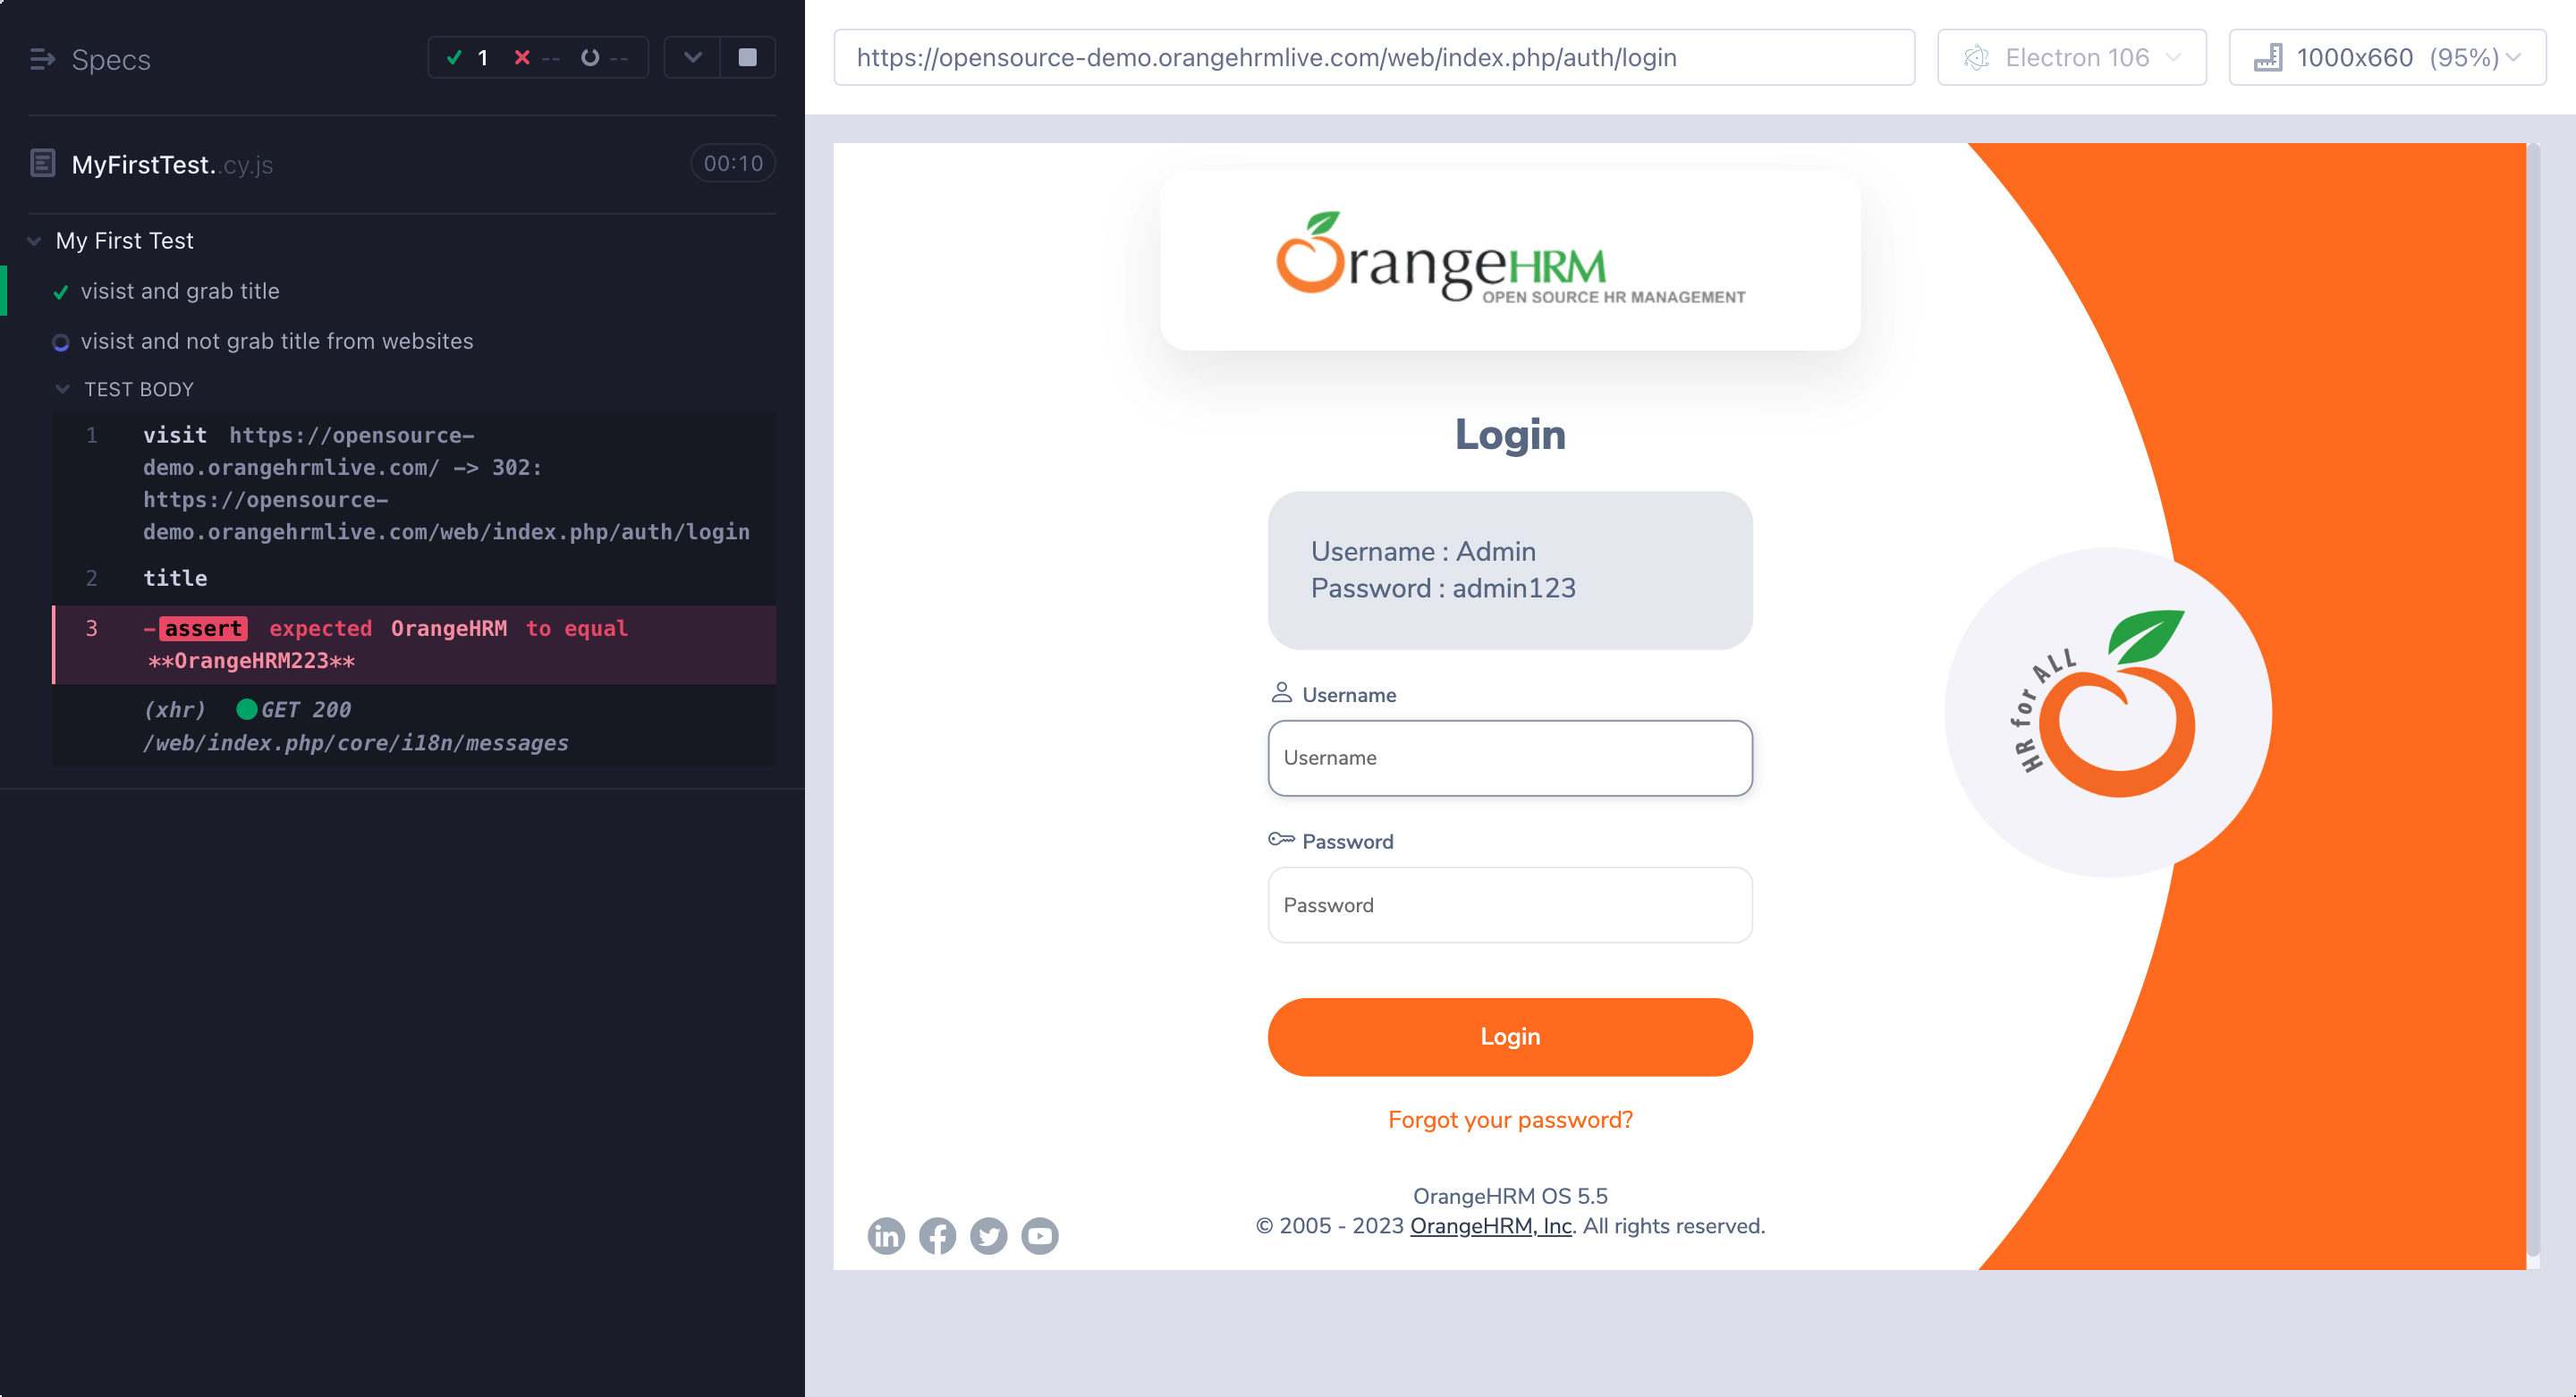 Specs
1 -- --
MyFirstTest..cy.js
00:10
My First Test
visist and grab title
visist and not grab title from websites
TEST BODY
1 visit https://opensource-
demo.orangehrmlive.com/ -> 302:
https://opensource-
demo.orangehrmlive.com/web/index.php/auth/login
2 title
3 -assert expected OrangeHRM to equal
**OrangeHRM223**
(xhr) GET 200
/web/index.php/core/i18n/messages
https://opensource-demo.orangehrmlive.com/web/index.php/auth/login
Electron 106
1000x660 (95%)
OrangeHRM
OPEN SOURCE HR MANAGEMENT
Login
Username : Admin
Password : admin123
Username
Username
Password
Password
Login
Forgot your password?
OrangeHRM OS 5.5
© 2005 - 2023 OrangeHRM, Inc. All rights reserved.
HR for ALL